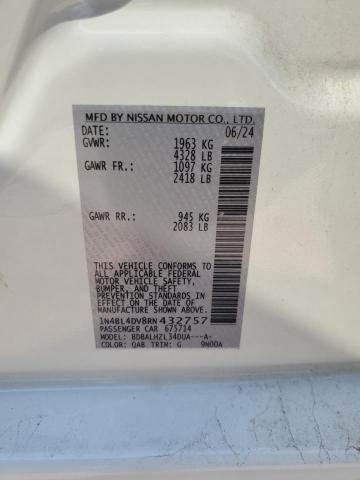 MFD BY NISSAN MOTOR CO., LTD.
DATE: 06/24
GVWR: 1963 KG
4328 LB
GAWR FR.: 1097 KG
2418 LB
GAWR RR.: 945 KG
2083 LB
THIS VEHICLE CONFORMS TO
ALL APPLICABLE FEDERAL
MOTOR VEHICLE SAFETY,
BUMPER, AND THEFT
PREVENTION STANDARDS
IN EFFECT ON THE DATE OF
MANUFACTURE SHOWN ABOVE.
1N4BL4DV8RN432757
PASSENGER CAR 675714
MODEL: BDBALHZL34DUA---A-
COLOR: QAB TRIM: G 9N00A